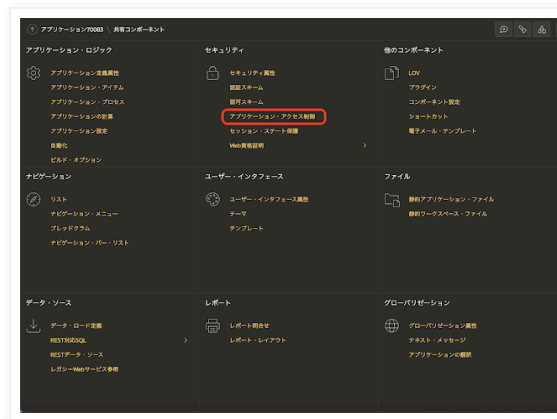 アプリケーション70083 \ 共有コンポーネント
アプリケーション・ロジック
アプリケーション定義属性
アプリケーション・アイテム
アプリケーション・プロセス
アプリケーションの計算
アプリケーション設定
自動化
ビルド・オプション
セキュリティ
セキュリティ属性
認証スキーム
認可スキーム
アプリケーション・アクセス制御
セッション・ステート保護
Web資格証明
他のコンポーネント
LOV
プラグイン
コンポーネント設定
ショートカット
電子メール・テンプレート
ナビゲーション
リスト
ナビゲーション・メニュー
ブレッドクラム
ナビゲーション・バー・リスト
ユーザー・インタフェース
ユーザー・インタフェース属性
テーマ
テンプレート
ファイル
静的アプリケーション・ファイル
静的ワークスペース・ファイル
データ・ソース
データ・ロード定義
REST対応SQL
RESTデータ・ソース
レガシーWebサービス参照
レポート
レポート問合せ
レポート・レイアウト
グローバリゼーション
グローバリゼーション属性
テキスト・メッセージ
アプリケーションの翻訳